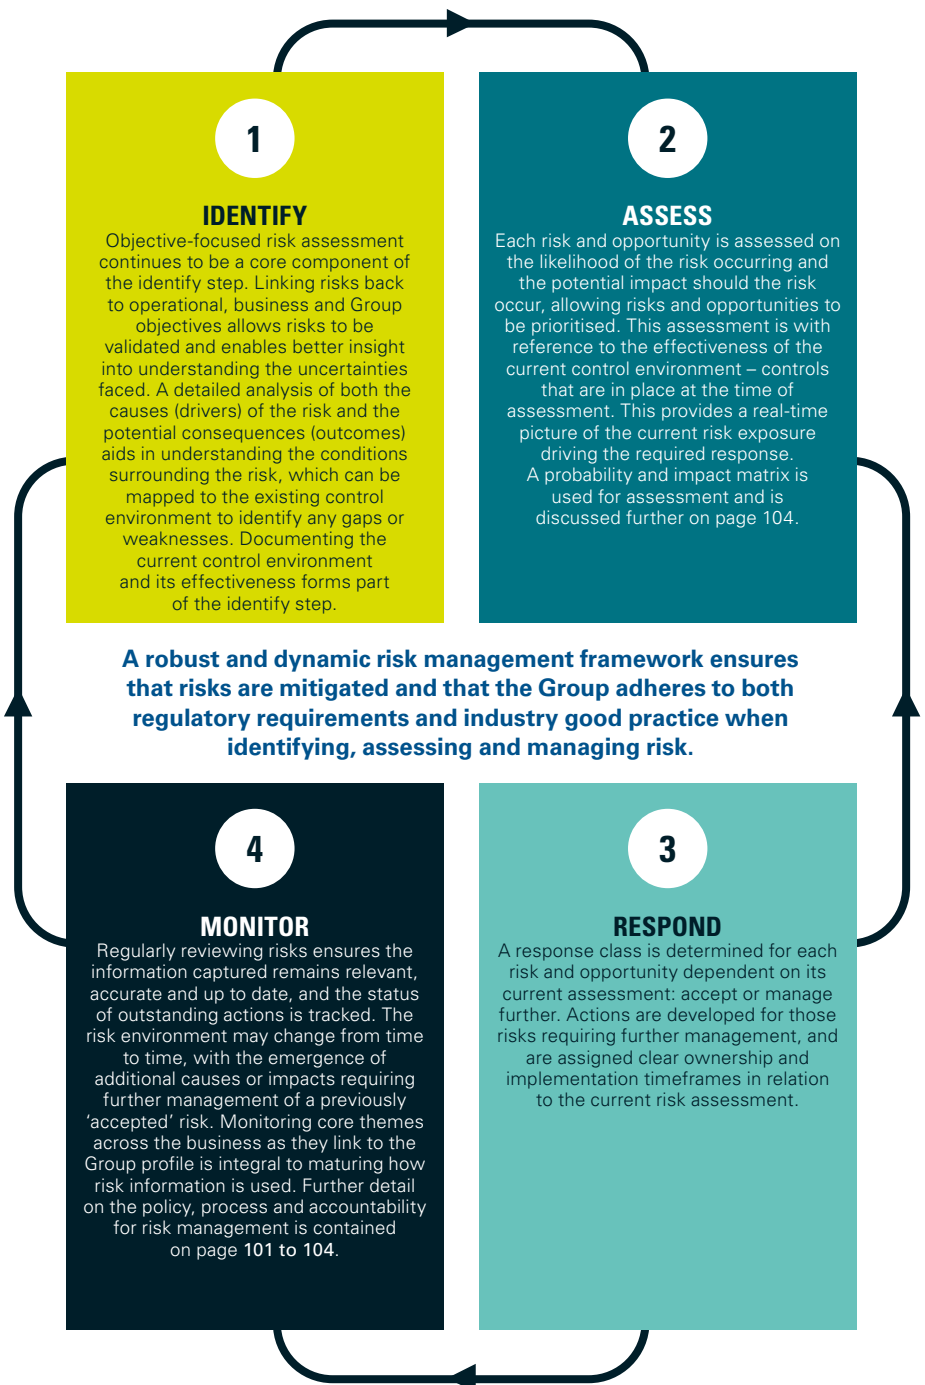 1
IDENTIFY
Objective-focused risk assessment
continues to be a core component of
the identify step. Linking risks back
to operational, business and Group
objectives allows risks to be
validated and enables better insight
into understanding the uncertainties
faced. A detailed analysis of both the
causes (drivers) of the risk and the
potential consequences (outcomes)
aids in understanding the conditions
surrounding the risk, which can be
mapped to the existing control
environment to identify any gaps or
weaknesses. Documenting the
current control environment
and its effectiveness forms part
of the identify step.
2
ASSESS
Each risk and opportunity is assessed on
the likelihood of the risk occurring and
the potential impact should the risk
occur, allowing risks and opportunities to
be prioritised. This assessment is with
reference to the effectiveness of the
current control environment – controls
that are in place at the time of
assessment. This provides a real-time
picture of the current risk exposure
driving the required response.
A probability and impact matrix is
used for assessment and is
discussed further on page 104.
A robust and dynamic risk management framework ensures
that risks are mitigated and that the Group adheres to both
regulatory requirements and industry good practice when
identifying, assessing and managing risk.
4
MONITOR
Regularly reviewing risks ensures the
information captured remains relevant,
accurate and up to date, and the status
of outstanding actions is tracked. The
risk environment may change from time
to time, with the emergence of
additional causes or impacts requiring
further management of a previously
‘accepted’ risk. Monitoring core themes
across the business as they link to the
Group profile is integral to maturing how
risk information is used. Further detail
on the policy, process and accountability
for risk management is contained
on page 101 to 104.
3
RESPOND
A response class is determined for each
risk and opportunity dependent on its
current assessment: accept or manage
further. Actions are developed for those
risks requiring further management, and
are assigned clear ownership and
implementation timeframes in relation
to the current risk assessment.